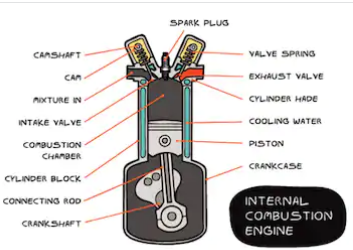 SPARK PLUG
CAMSHAFT
CAM
MIXTURE IN
INTAKE VALVE
COMBUSTION
CHAMBER
CYLINDER BLOCK
CONNECTING ROD
CRANKSHAFT
VALVE SPRING
EXHAUST VALVE
CYLINDER HADE
COOLING WATER
PISTON
CRANKCASE
INTERNAL
COMBUSTION
ENGINE